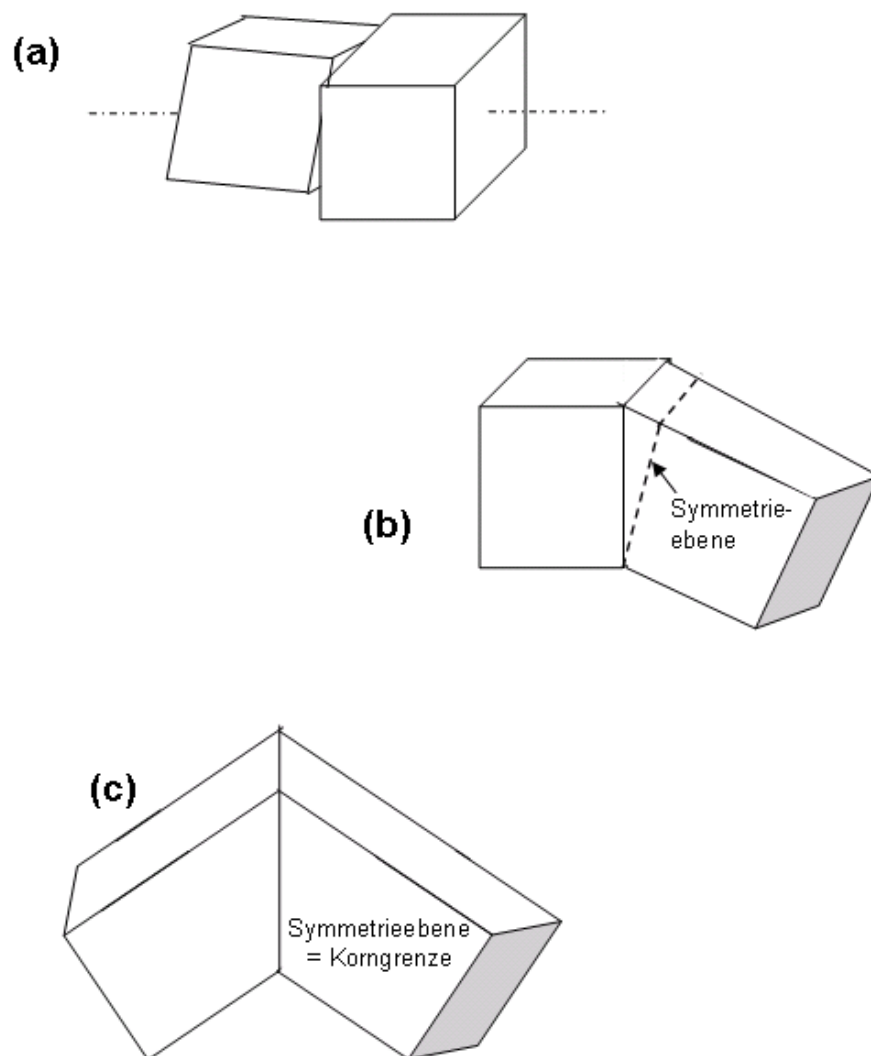 (a)
(b)
Symmetrie-
ebene
(c)
Symmetrieebene
= Korngrenze